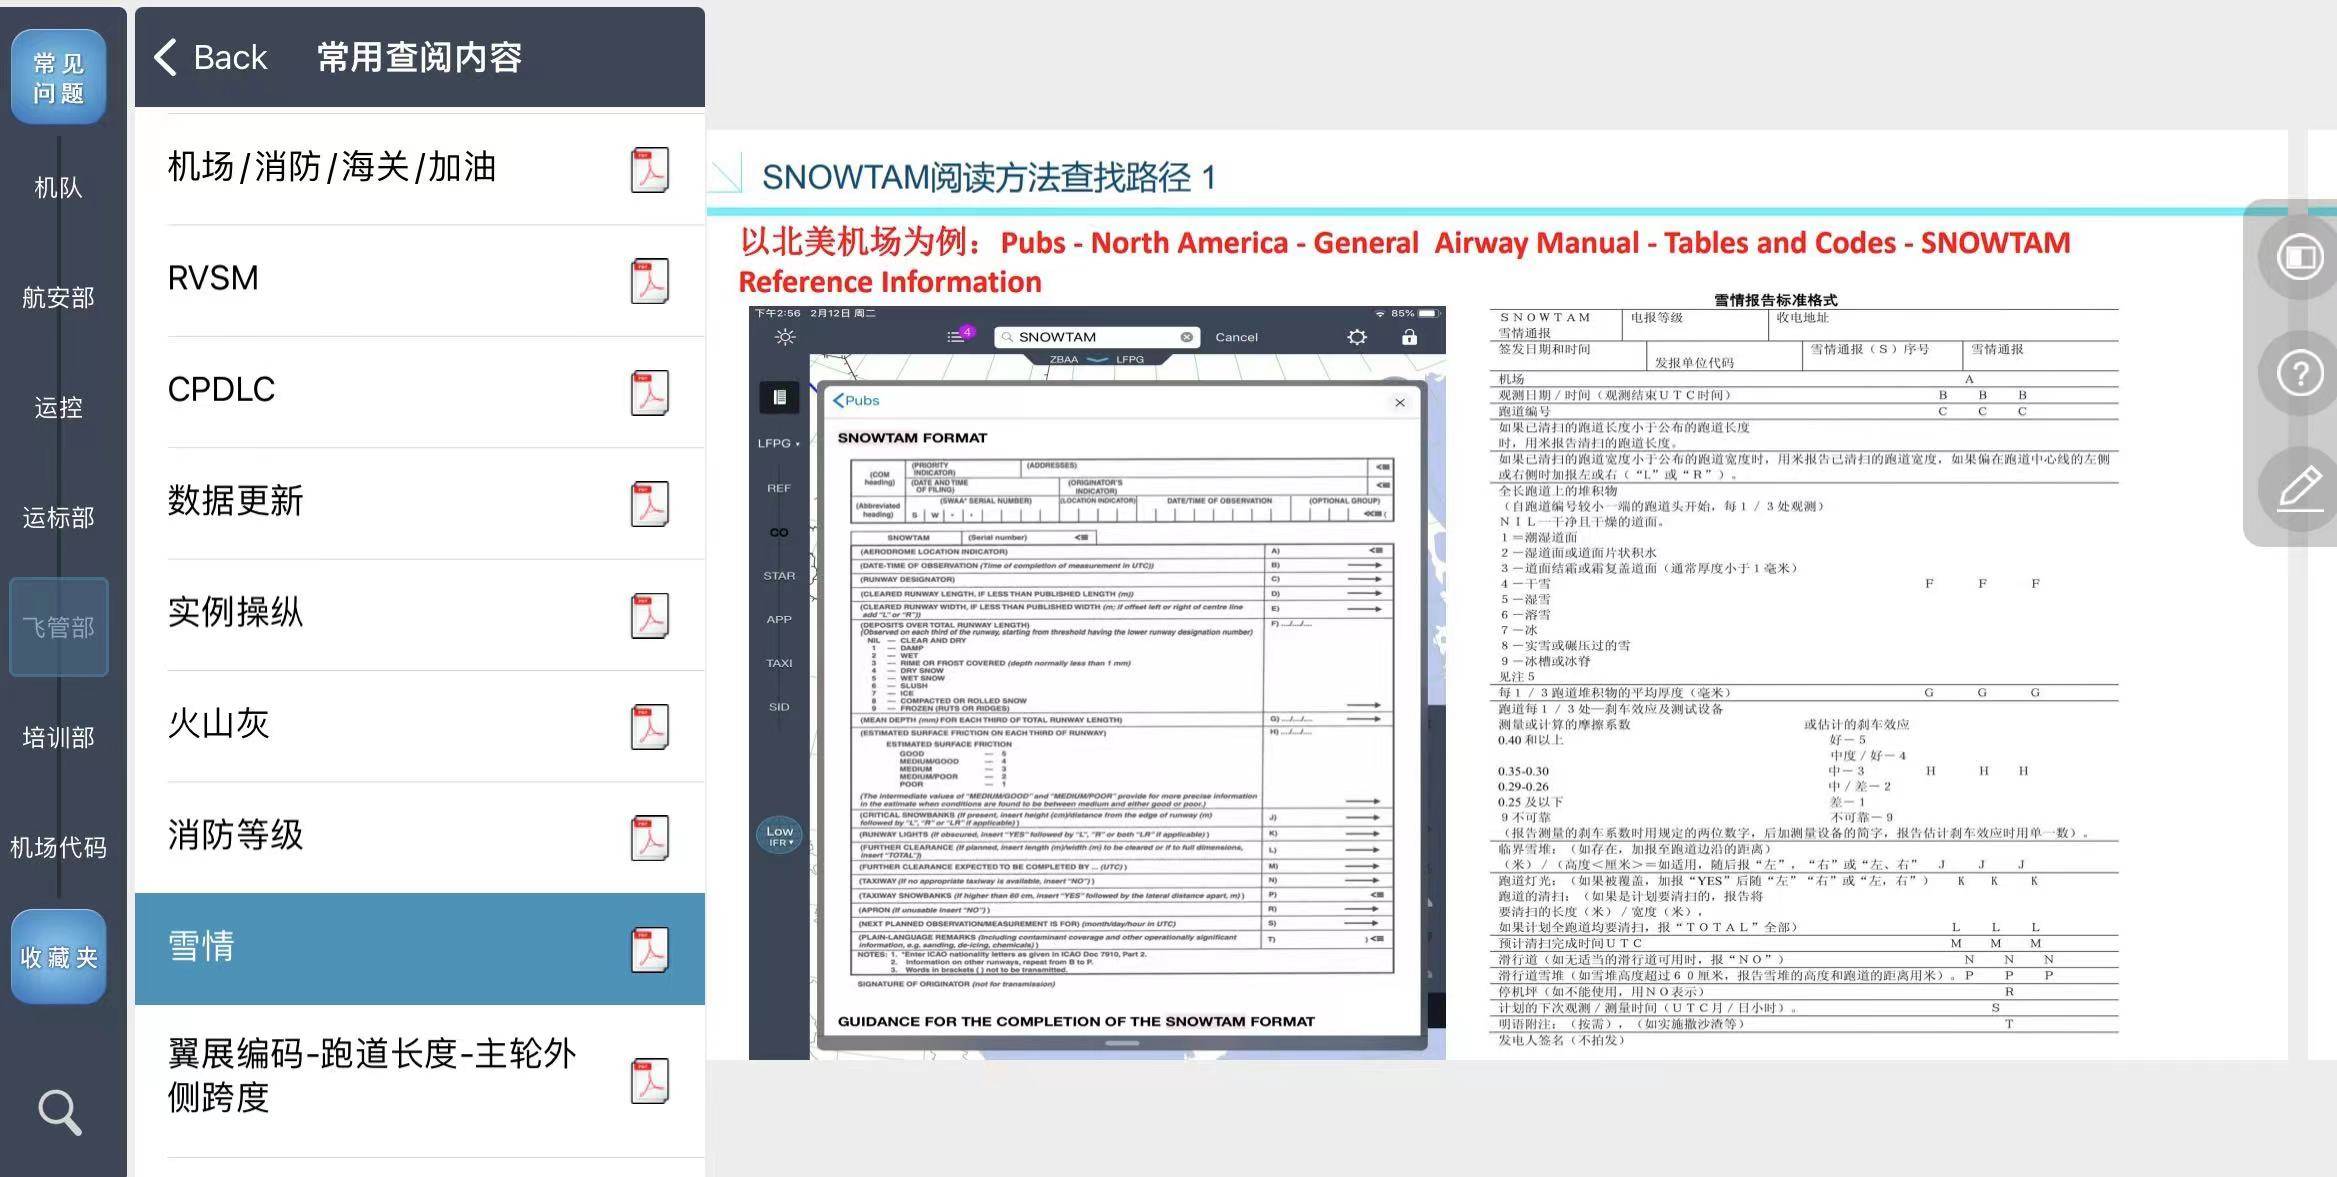 常见
问题
机队
航安部
运控
运标部
飞管部
培训部
机场代码
收藏夹
Back
常用查阅内容
机场/消防/海关/加油
RVSM
CPDLC
数据更新
实例操纵
火山灰
消防等级
雪情
翼展编码-跑道长度-主轮外
侧跨度
SNOWTAM阅读方法查找路径 1
以北美机场为例：Pubs - North America - General Airway Manual - Tables and Codes - SNOWTAM
Reference Information
下午2:56 2月12日 周二
85%
4
SNOWTAM
Cancel
ZBAA
LFPG
LFPG
REF
CO
STAR
APP
TAXI
SID
Low
IFR
Pubs
SNOWTAM FORMAT
(COM
heading)
(PRIORITY
INDICATOR)
(ADDRESSES)
(DATE AND TIME
OF FILING)
(ORIGINATOR'S
INDICATOR)
(Abbreviated
heading)
(SWAA* SERIAL NUMBER)
(LOCATION INDICATOR)
DATE/TIME OF OBSERVATION
(OPTIONAL GROUP)
S W * *
SNOWTAM
(Serial number)
(AERODROME LOCATION INDICATOR) A)
(DATE-TIME OF OBSERVATION (Time of completion of measurement in UTC)) B)
(RUNWAY DESIGNATOR) C)
(CLEARED RUNWAY LENGTH, IF LESS THAN PUBLISHED LENGTH (m)) D)
(CLEARED RUNWAY WIDTH, IF LESS THAN PUBLISHED WIDTH (m; if offset left or right of centre line
add "L" or "R")) E)
(DEPOSITS OVER TOTAL RUNWAY LENGTH) F) .../.../...
(Observed on each third of the runway, starting from threshold having the lower runway designation number)
NIL — CLEAR AND DRY
1 — DAMP
2 — WET
3 — RIME OR FROST COVERED (depth normally less than 1 mm)
4 — DRY SNOW
5 — WET SNOW
6 — SLUSH
7 — ICE
8 — COMPACTED OR ROLLED SNOW
9 — FROZEN (RUTS OR RIDGES)
(MEAN DEPTH (mm) FOR EACH THIRD OF TOTAL RUNWAY LENGTH) G) .../.../...
(ESTIMATED SURFACE FRICTION ON EACH THIRD OF RUNWAY) H) .../.../...
ESTIMATED SURFACE FRICTION
GOOD — 5
MEDIUM/GOOD — 4
MEDIUM — 3
MEDIUM/POOR — 2
POOR — 1
(The intermediate values of "MEDIUM/GOOD" and "MEDIUM/POOR" provide for more precise information
in the estimate when conditions are found to be between medium and either good or poor.)
(CRITICAL SNOWBANKS (If present, insert height (cm)/distance from the edge of runway (m)
followed by "L", "R" or "LR" if applicable)) J)
(RUNWAY LIGHTS (If obscured, insert "YES" followed by "L", "R" or both "LR" if applicable)) K)
(FURTHER CLEARANCE (If planned, insert length (m)/width (m) to be cleared or if to full dimensions,
insert "TOTAL")) L)
(FURTHER CLEARANCE EXPECTED TO BE COMPLETED BY ... (UTC)) M)
(TAXIWAY (If no appropriate taxiway is available, insert "NO")) N)
(TAXIWAY SNOWBANKS (If higher than 60 cm, insert "YES" followed by the lateral distance apart, m)) P)
(APRON (If unusable insert "NO")) R)
(NEXT PLANNED OBSERVATION/MEASUREMENT IS FOR) (month/day/hour in UTC) S)
(PLAIN-LANGUAGE REMARKS (Including contaminant coverage and other operationally significant
information, e.g. sanding, de-icing, chemicals)) T)
NOTES: 1. *Enter ICAO nationality letters as given in ICAO Doc 7910, Part 2.
2. Information on other runways, repeat from B to P.
3. Words in brackets ( ) not to be transmitted.
SIGNATURE OF ORIGINATOR (not for transmission)
GUIDANCE FOR THE COMPLETION OF THE SNOWTAM FORMAT
雪情报告标准格式
SNOWTAM
雪情通报
电报等级
收电地址
签发日期和时间
发报单位代码
雪情通报（S）序号
雪情通报
机场 A
观测日期／时间（观测结束UTC时间） B B B
跑道编号 C C C
如果已清扫的跑道长度小于公布的跑道长度
时，用米报告清扫的跑道长度。
如果已清扫的跑道宽度小于公布的跑道宽度时，用米报告已清扫的跑道宽度，如果偏在跑道中心线的左侧
或右侧时加报左或右（“L”或“R”）。
全长跑道上的堆积物
（自跑道编号较小一端的跑道头开始，每1／3处观测）
NIL—干净且干燥的道面。
1＝潮湿道面
2－湿道面或道面片状积水
3－道面结霜或霜复盖道面（通常厚度小于1毫米）
4－干雪 F F F
5－湿雪
6－溶雪
7－冰
8－实雪或碾压过的雪
9－冰槽或冰脊
见注5
每1／3跑道堆积物的平均厚度（毫米） G G G
跑道每1／3处—刹车效应及测试设备
测量或计算的摩擦系数 或估计的刹车效应
0.40和以上 好－5
中度／好－4
0.35-0.30 中－3 H H H
0.29-0.26 中／差－2
0.25及以下 差－1
9不可靠 不可靠－9
（报告测量的刹车系数时用规定的两位数字，后加测量设备的简字，报告估计刹车效应时用单一数）。
临界雪堆：（如存在，加报至跑道边沿的距离）
（米）／（高度＜厘米＞＝如适用，随后报“左”，“右”或“左、右” J J J
跑道灯光：（如果被覆盖，加报“YES”后随“左”“右”或“左，右”） K K K
跑道的清扫：（如果是计划要清扫的，报告将
要清扫的长度（米）／宽度（米），
如果计划全跑道均要清扫，报“TOTAL”全部） L L L
预计清扫完成时间UTC M M M
滑行道（如无适当的滑行道可用时，报“NO”） N N N
滑行道雪堆（如雪堆高度超过60厘米，报告雪堆的高度和跑道的距离用米）。 P P P
停机坪（如不能使用，用NO表示） R
计划的下次观测／测量时间（UTC月／日小时）。 S
明语附注：（按需），（如实施撒沙渣等） T
发电人签名（不拍发）